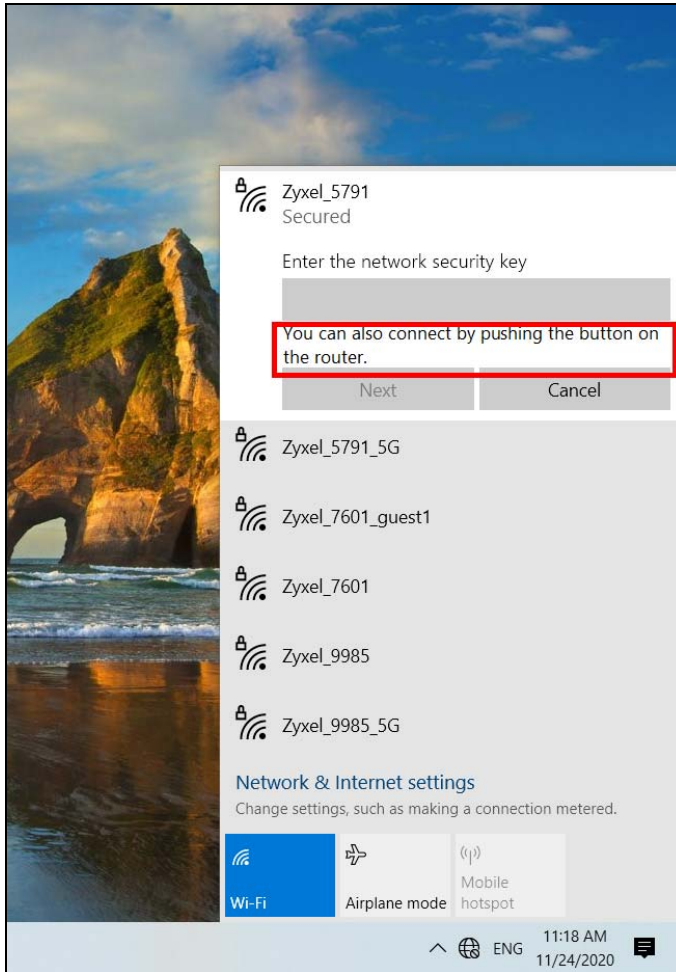 Zyxel_5791
Secured
Enter the network security key
You can also connect by pushing the button on
the router.
Next
Cancel
Zyxel_5791_5G
Zyxel_7601_guest1
Zyxel_7601
Zyxel_9985
Zyxel_9985_5G
Network & Internet settings
Change settings, such as making a connection metered.
Wi-Fi
Airplane mode
Mobile
hotspot
ENG
11:18 AM
11/24/2020